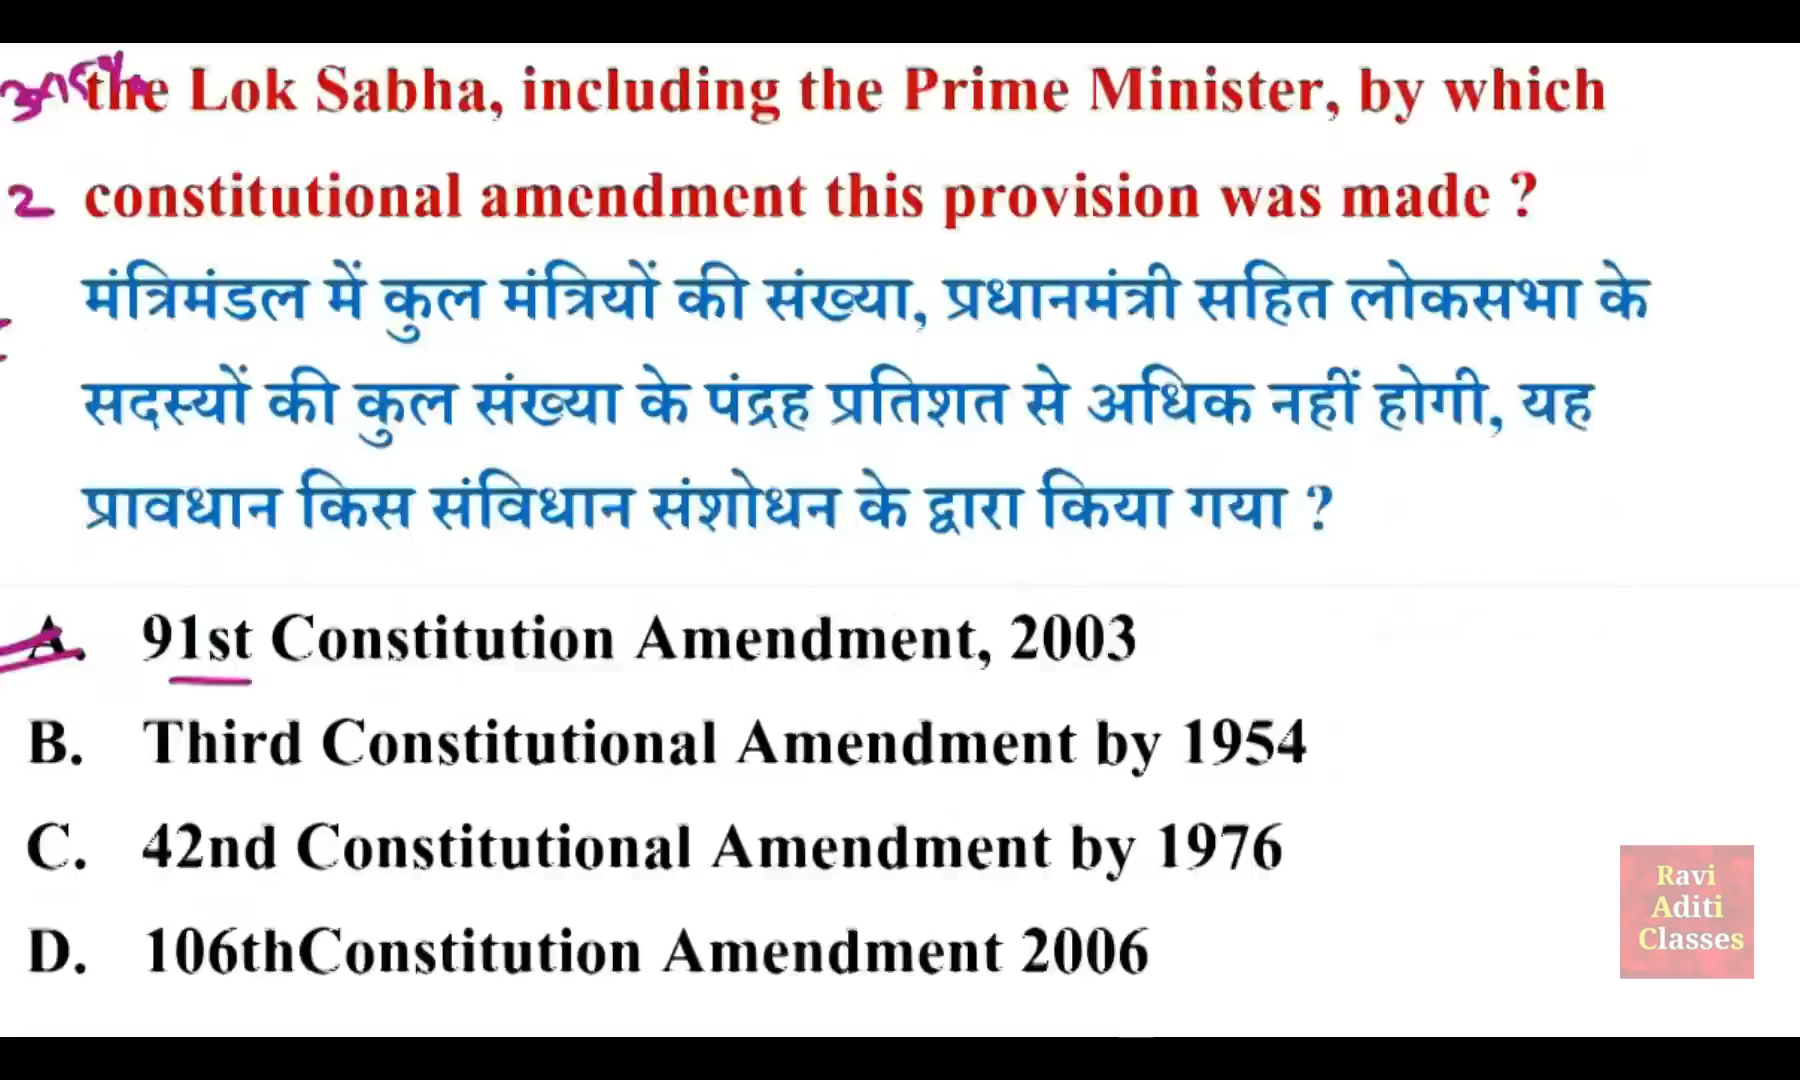 the Lok Sabha, including the Prime Minister, by which
2 constitutional amendment this provision was made ?
मंत्रिमंडल में कुल मंत्रियों की संख्या, प्रधानमंत्री सहित लोकसभा के
सदस्यों की कुल संख्या के पंद्रह प्रतिशत से अधिक नहीं होगी, यह
प्रावधान किस संविधान संशोधन के द्वारा किया गया ?
A. 91st Constitution Amendment, 2003
B. Third Constitutional Amendment by 1954
C. 42nd Constitutional Amendment by 1976
D. 106thConstitution Amendment 2006
Ravi
Aditi
Classes